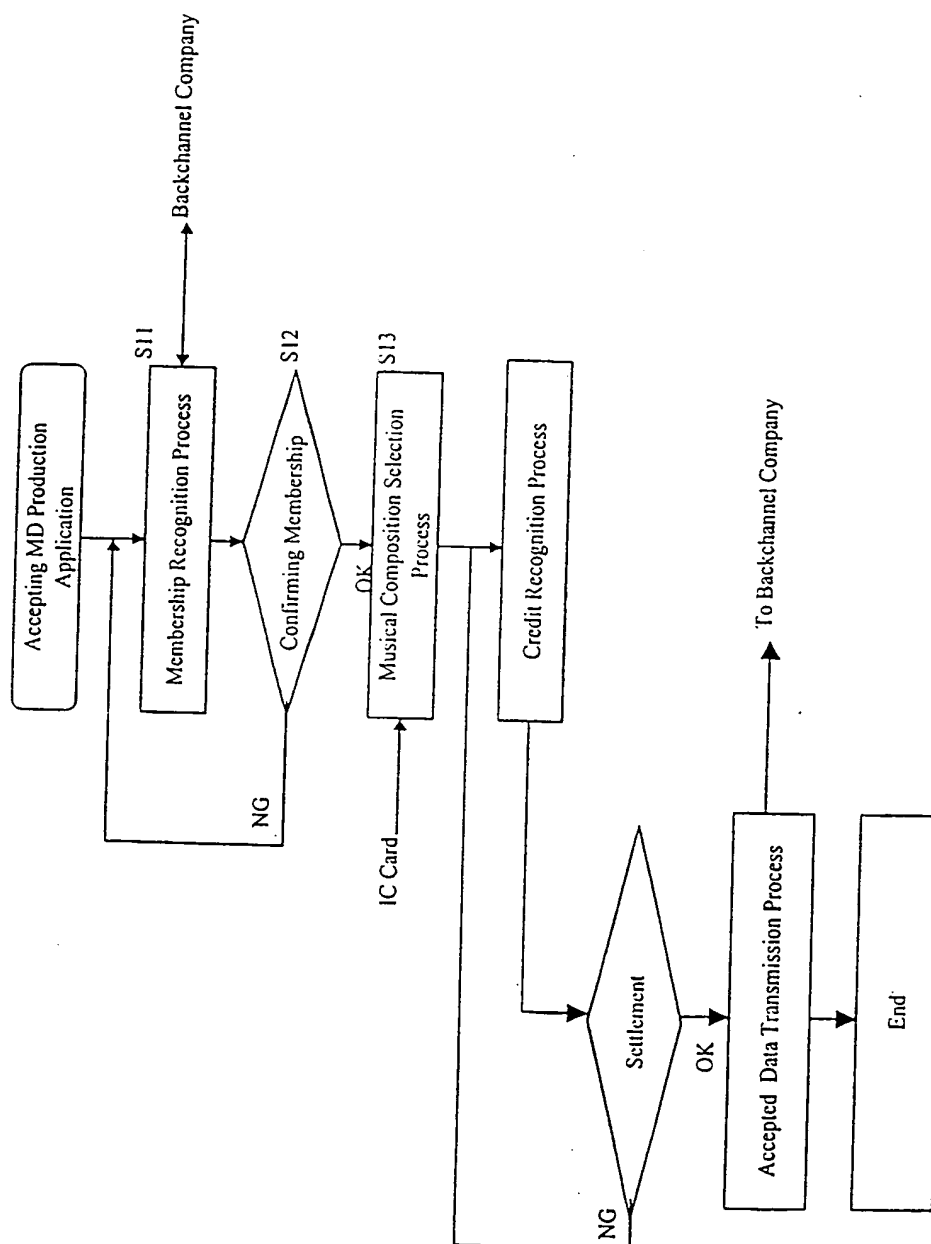 Accepting MD Production
Application
S11
Membership Recognition Process
Backchannel Company
S12
Confirming Membership
NG
OK
S13
Musical Composition Selection
Process
IC Card
Credit Recognition Process
Settlement
NG
OK
Accepted Data Transmission Process
To Backchannel Company
End